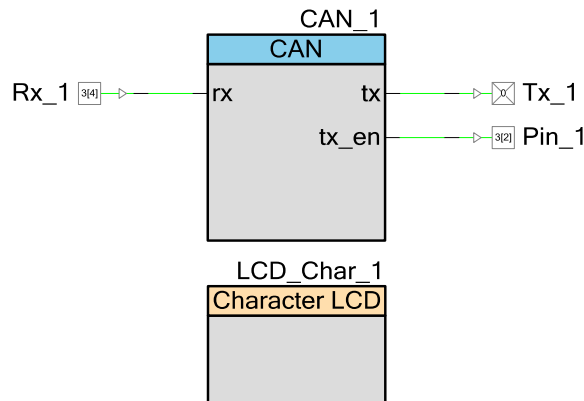 CAN_1
CAN
Rx_1 3[4] rx tx 0 Tx_1
tx_en 3[2] Pin_1
LCD_Char_1
Character LCD